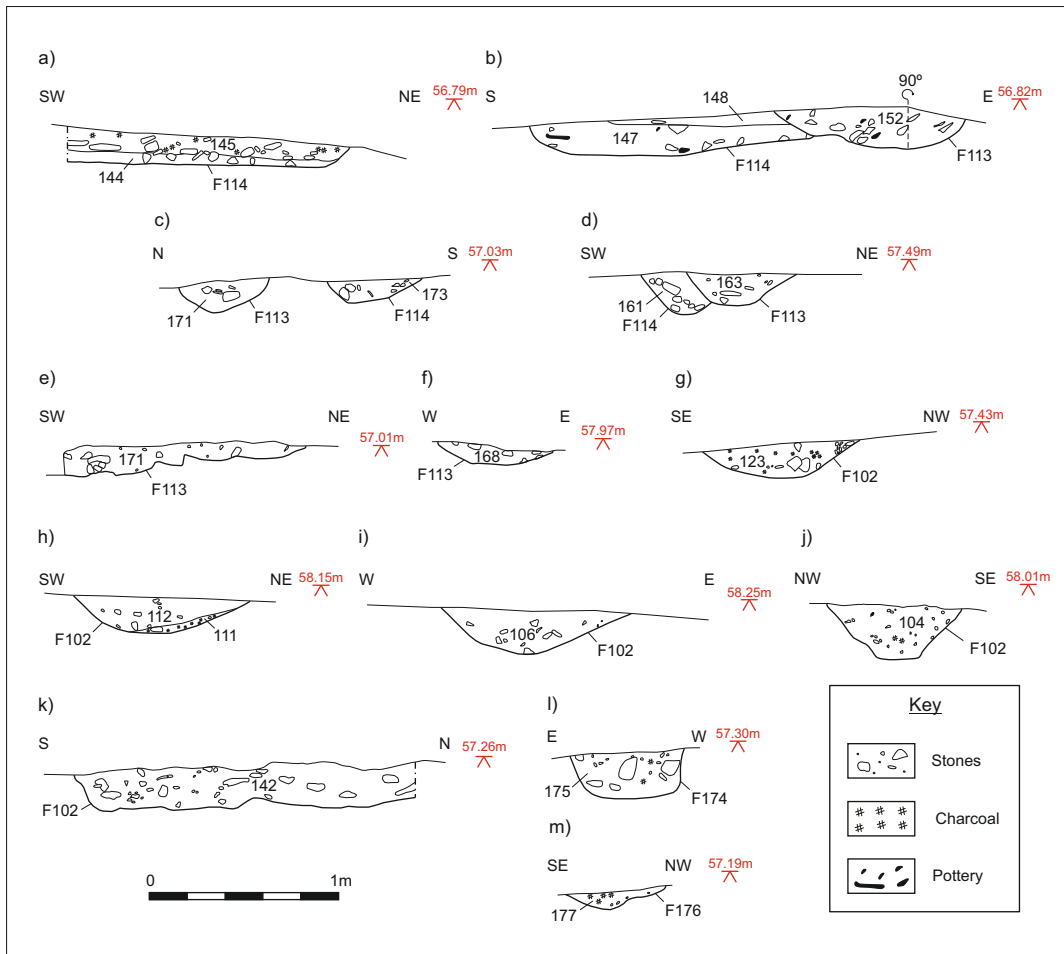 a)
SW NE 56.79m
145
144 F114
b)
S 90º E 56.82m
148
152
147 F114 F113
c)
N S 57.03m
171 F113 F114 173
d)
SW NE 57.49m
163
161
F114 F113
e)
SW NE 57.01m
171
F113
f)
W E 57.97m
168
F113
g)
SE NW 57.43m
123
F102
h)
SW NE 58.15m
112
F102 111
i)
W E 58.25m
106
F102
j)
NW SE 58.01m
104
F102
k)
S N 57.26m
142
F102
l)
E W 57.30m
175 F174
m)
SE NW 57.19m
177 F176
0 1m
Key
Stones
Charcoal
Pottery